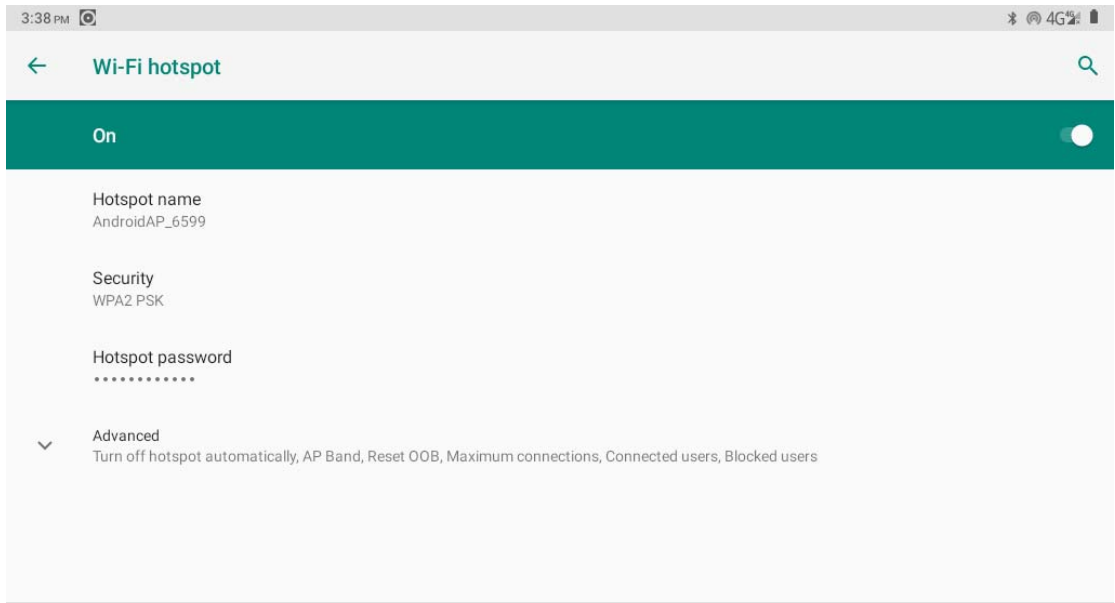 3:38 PM 4G 4G
Wi-Fi hotspot
On
Hotspot name
AndroidAP_6599
Security
WPA2 PSK
Hotspot password
••••••••••••
Advanced
Turn off hotspot automatically, AP Band, Reset OOB, Maximum connections, Connected users, Blocked users